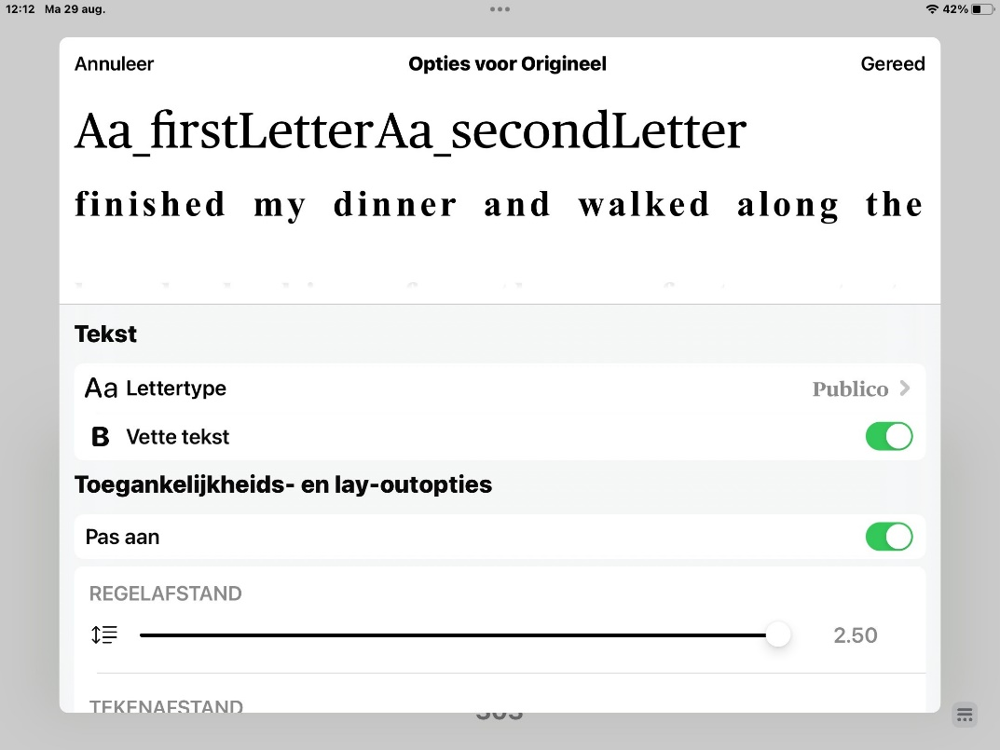 12:12 Ma 29 aug.
42%
Annuleer Opties voor Origineel Gereed
Aa_firstLetterAa_secondLetter
finished my dinner and walked along the
Tekst
Aa Lettertype Publico
B Vette tekst
Toegankelijkheids- en lay-outopties
Pas aan
REGELAFSTAND
2.50
TEKENAFSTAND